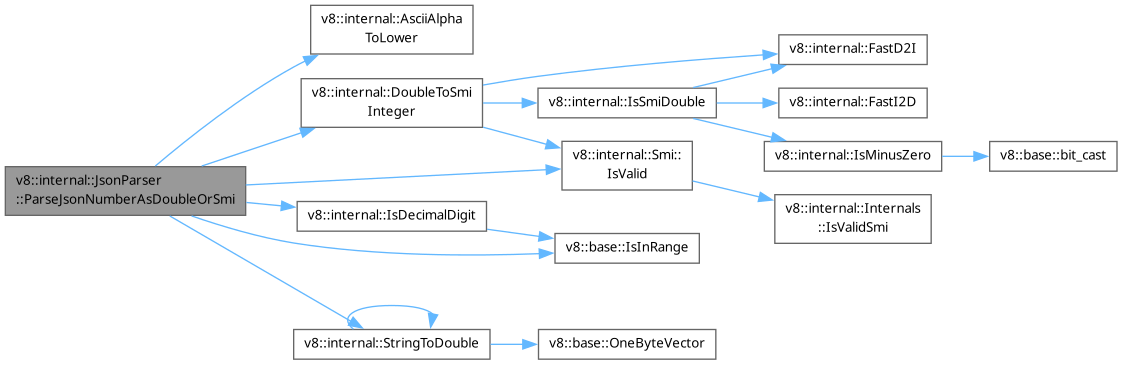 v8::internal::AsciiAlpha
ToLower
v8::internal::FastD2I
v8::internal::DoubleToSmi
Integer
v8::internal::IsSmiDouble
v8::internal::FastI2D
v8::internal::Smi::
IsValid
v8::internal::IsMinusZero
v8::base::bit_cast
v8::internal::JsonParser
::ParseJsonNumberAsDoubleOrSmi
v8::internal::IsDecimalDigit
v8::internal::Internals
::IsValidSmi
v8::base::IsInRange
v8::internal::StringToDouble
v8::base::OneByteVector